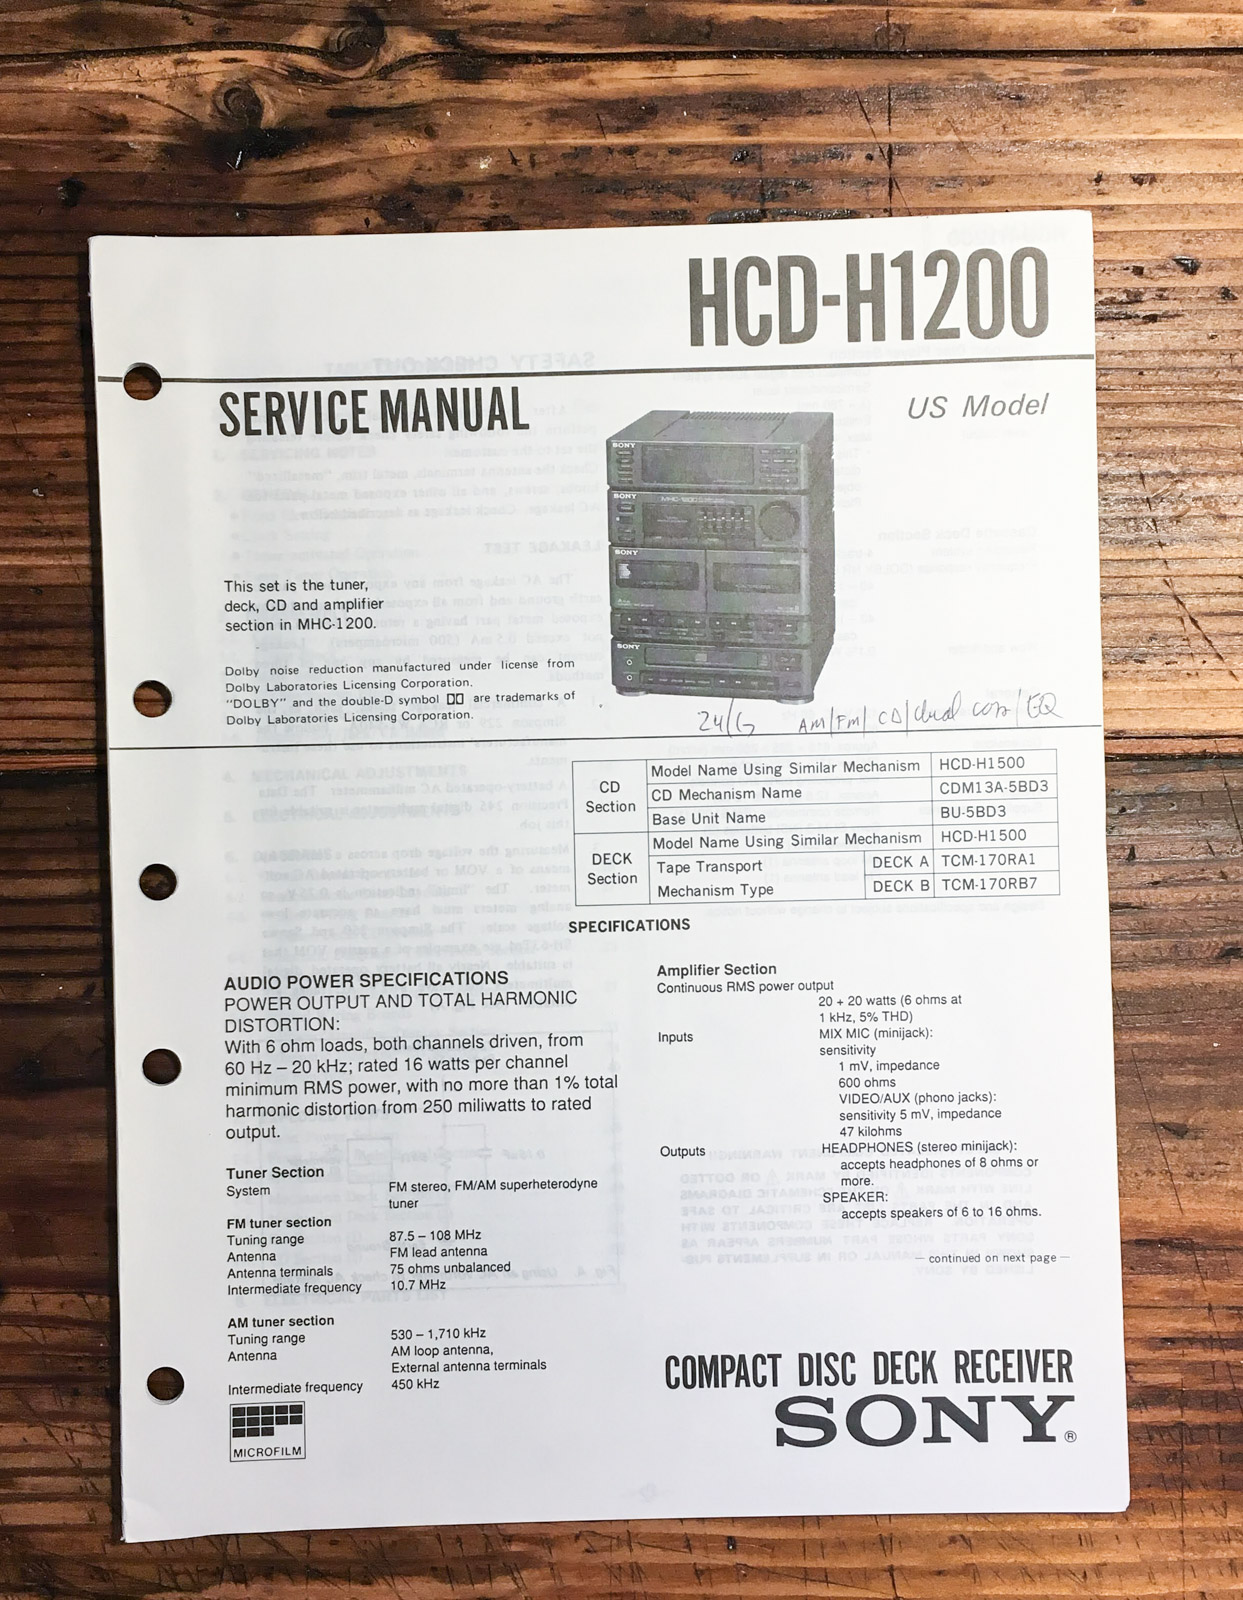 HCD-H1200
SERVICE MANUAL
US Model
SONY
SONY
MHC-1200
SONY
SONY
This set is the tuner,
deck, CD and amplifier
section in MHC-1200.
Dolby noise reduction manufactured under license from
Dolby Laboratories Licensing Corporation.
"DOLBY" and the double-D symbol are trademarks of
Dolby Laboratories Licensing Corporation.
24/G AM/FM/CD/dual cass/EQ
CD Section
Model Name Using Similar Mechanism HCD-H1500
CD Mechanism Name CDM13A-5BD3
Base Unit Name BU-5BD3
DECK Section
Model Name Using Similar Mechanism HCD-H1500
Tape Transport Mechanism Type
DECK A TCM-170RA1
DECK B TCM-170RB7
SPECIFICATIONS
AUDIO POWER SPECIFICATIONS
POWER OUTPUT AND TOTAL HARMONIC
DISTORTION:
With 6 ohm loads, both channels driven, from
60 Hz – 20 kHz; rated 16 watts per channel
minimum RMS power, with no more than 1% total
harmonic distortion from 250 miliwatts to rated
output.
Tuner Section
System FM stereo, FM/AM superheterodyne
tuner
FM tuner section
Tuning range 87.5 – 108 MHz
Antenna FM lead antenna
Antenna terminals 75 ohms unbalanced
Intermediate frequency 10.7 MHz
AM tuner section
Tuning range 530 – 1,710 kHz
Antenna AM loop antenna,
External antenna terminals
Intermediate frequency 450 kHz
MICROFILM
Amplifier Section
Continuous RMS power output
20 + 20 watts (6 ohms at
1 kHz, 5% THD)
Inputs MIX MIC (minijack):
sensitivity
1 mV, impedance
600 ohms
VIDEO/AUX (phono jacks):
sensitivity 5 mV, impedance
47 kilohms
Outputs HEADPHONES (stereo minijack):
accepts headphones of 8 ohms or
more.
SPEAKER:
accepts speakers of 6 to 16 ohms.
— continued on next page —
COMPACT DISC DECK RECEIVER
SONY®